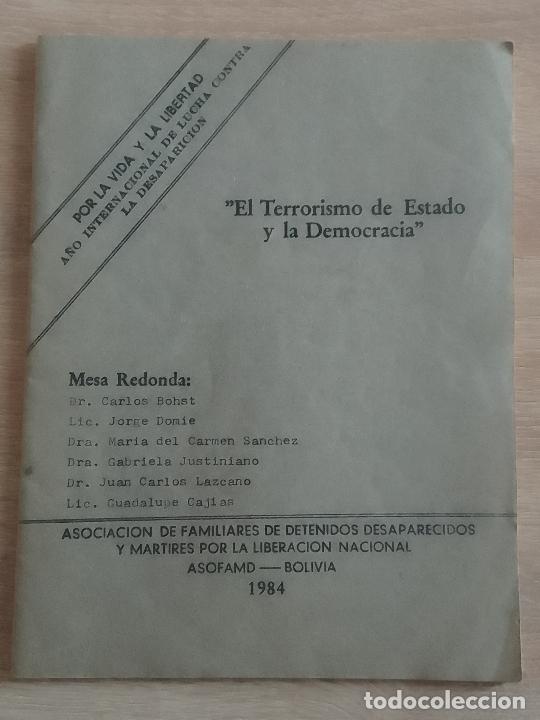 POR LA VIDA Y LA LIBERTAD
AÑO INTERNACIONAL DE LUCHA CONTRA
LA DESAPARICION
"El Terrorismo de Estado
y la Democracia"
Mesa Redonda:
Dr. Carlos Bohst
Lic. Jorge Domie
Dra. Maria del Carmen Sanchez
Dra. Gabriela Justiniano
Dr. Juan Carlos Lazcano
Lic. Guadalupe Cajias
ASOCIACION DE FAMILIARES DE DETENIDOS DESAPARECIDOS
Y MARTIRES POR LA LIBERACION NACIONAL
ASOFAMD — BOLIVIA
1984
todocoleccion